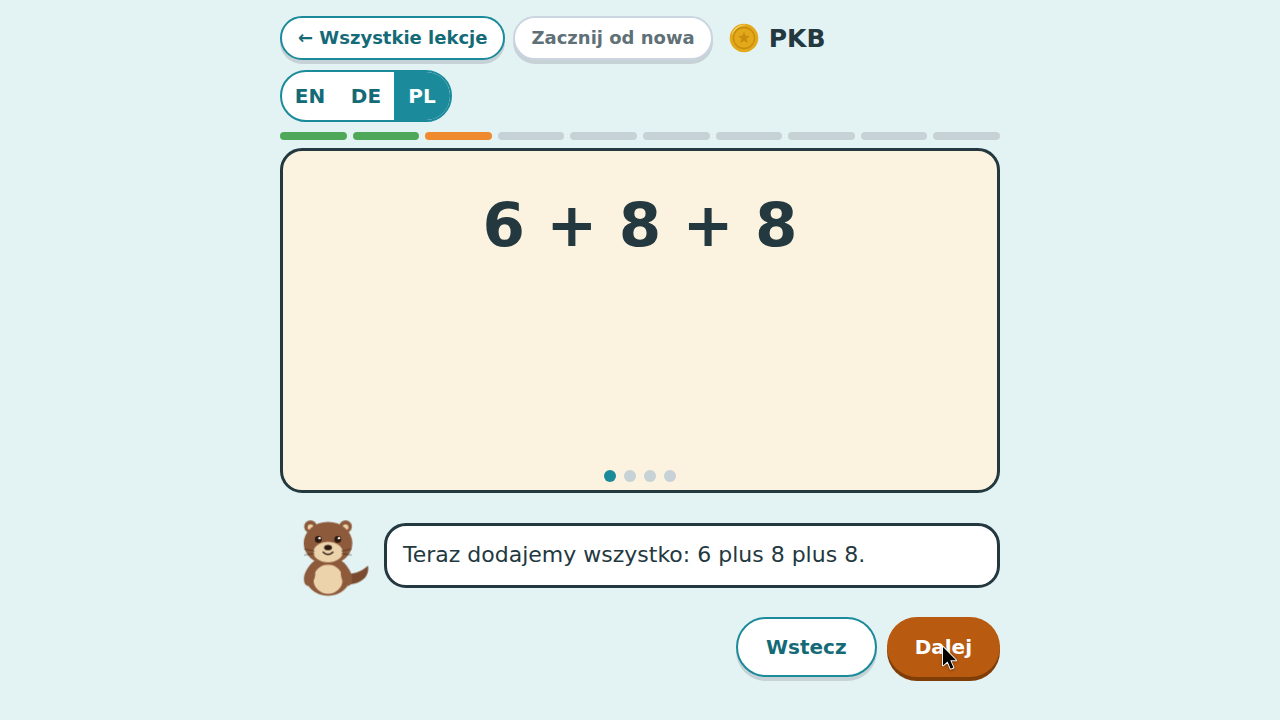 ← Wszystkie lekcje
Zacznij od nowa
PKB
EN DE PL
6 + 8 + 8
Teraz dodajemy wszystko: 6 plus 8 plus 8.
Wstecz
Dalej